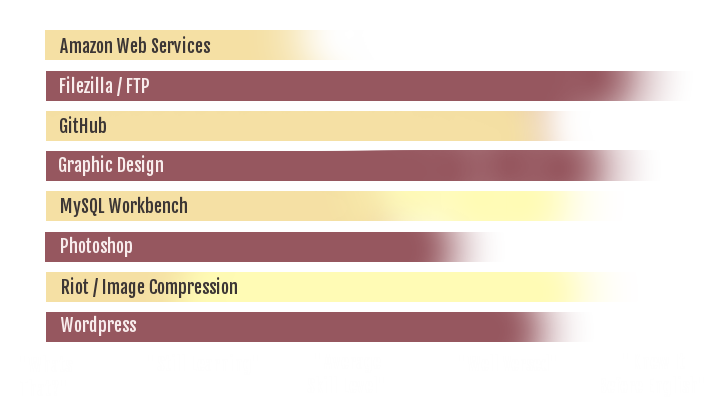 Amazon Web Services
Filezilla / FTP
GitHub
Graphic Design
MySQL Workbench
Photoshop
Riot / Image Compression
Wordpress